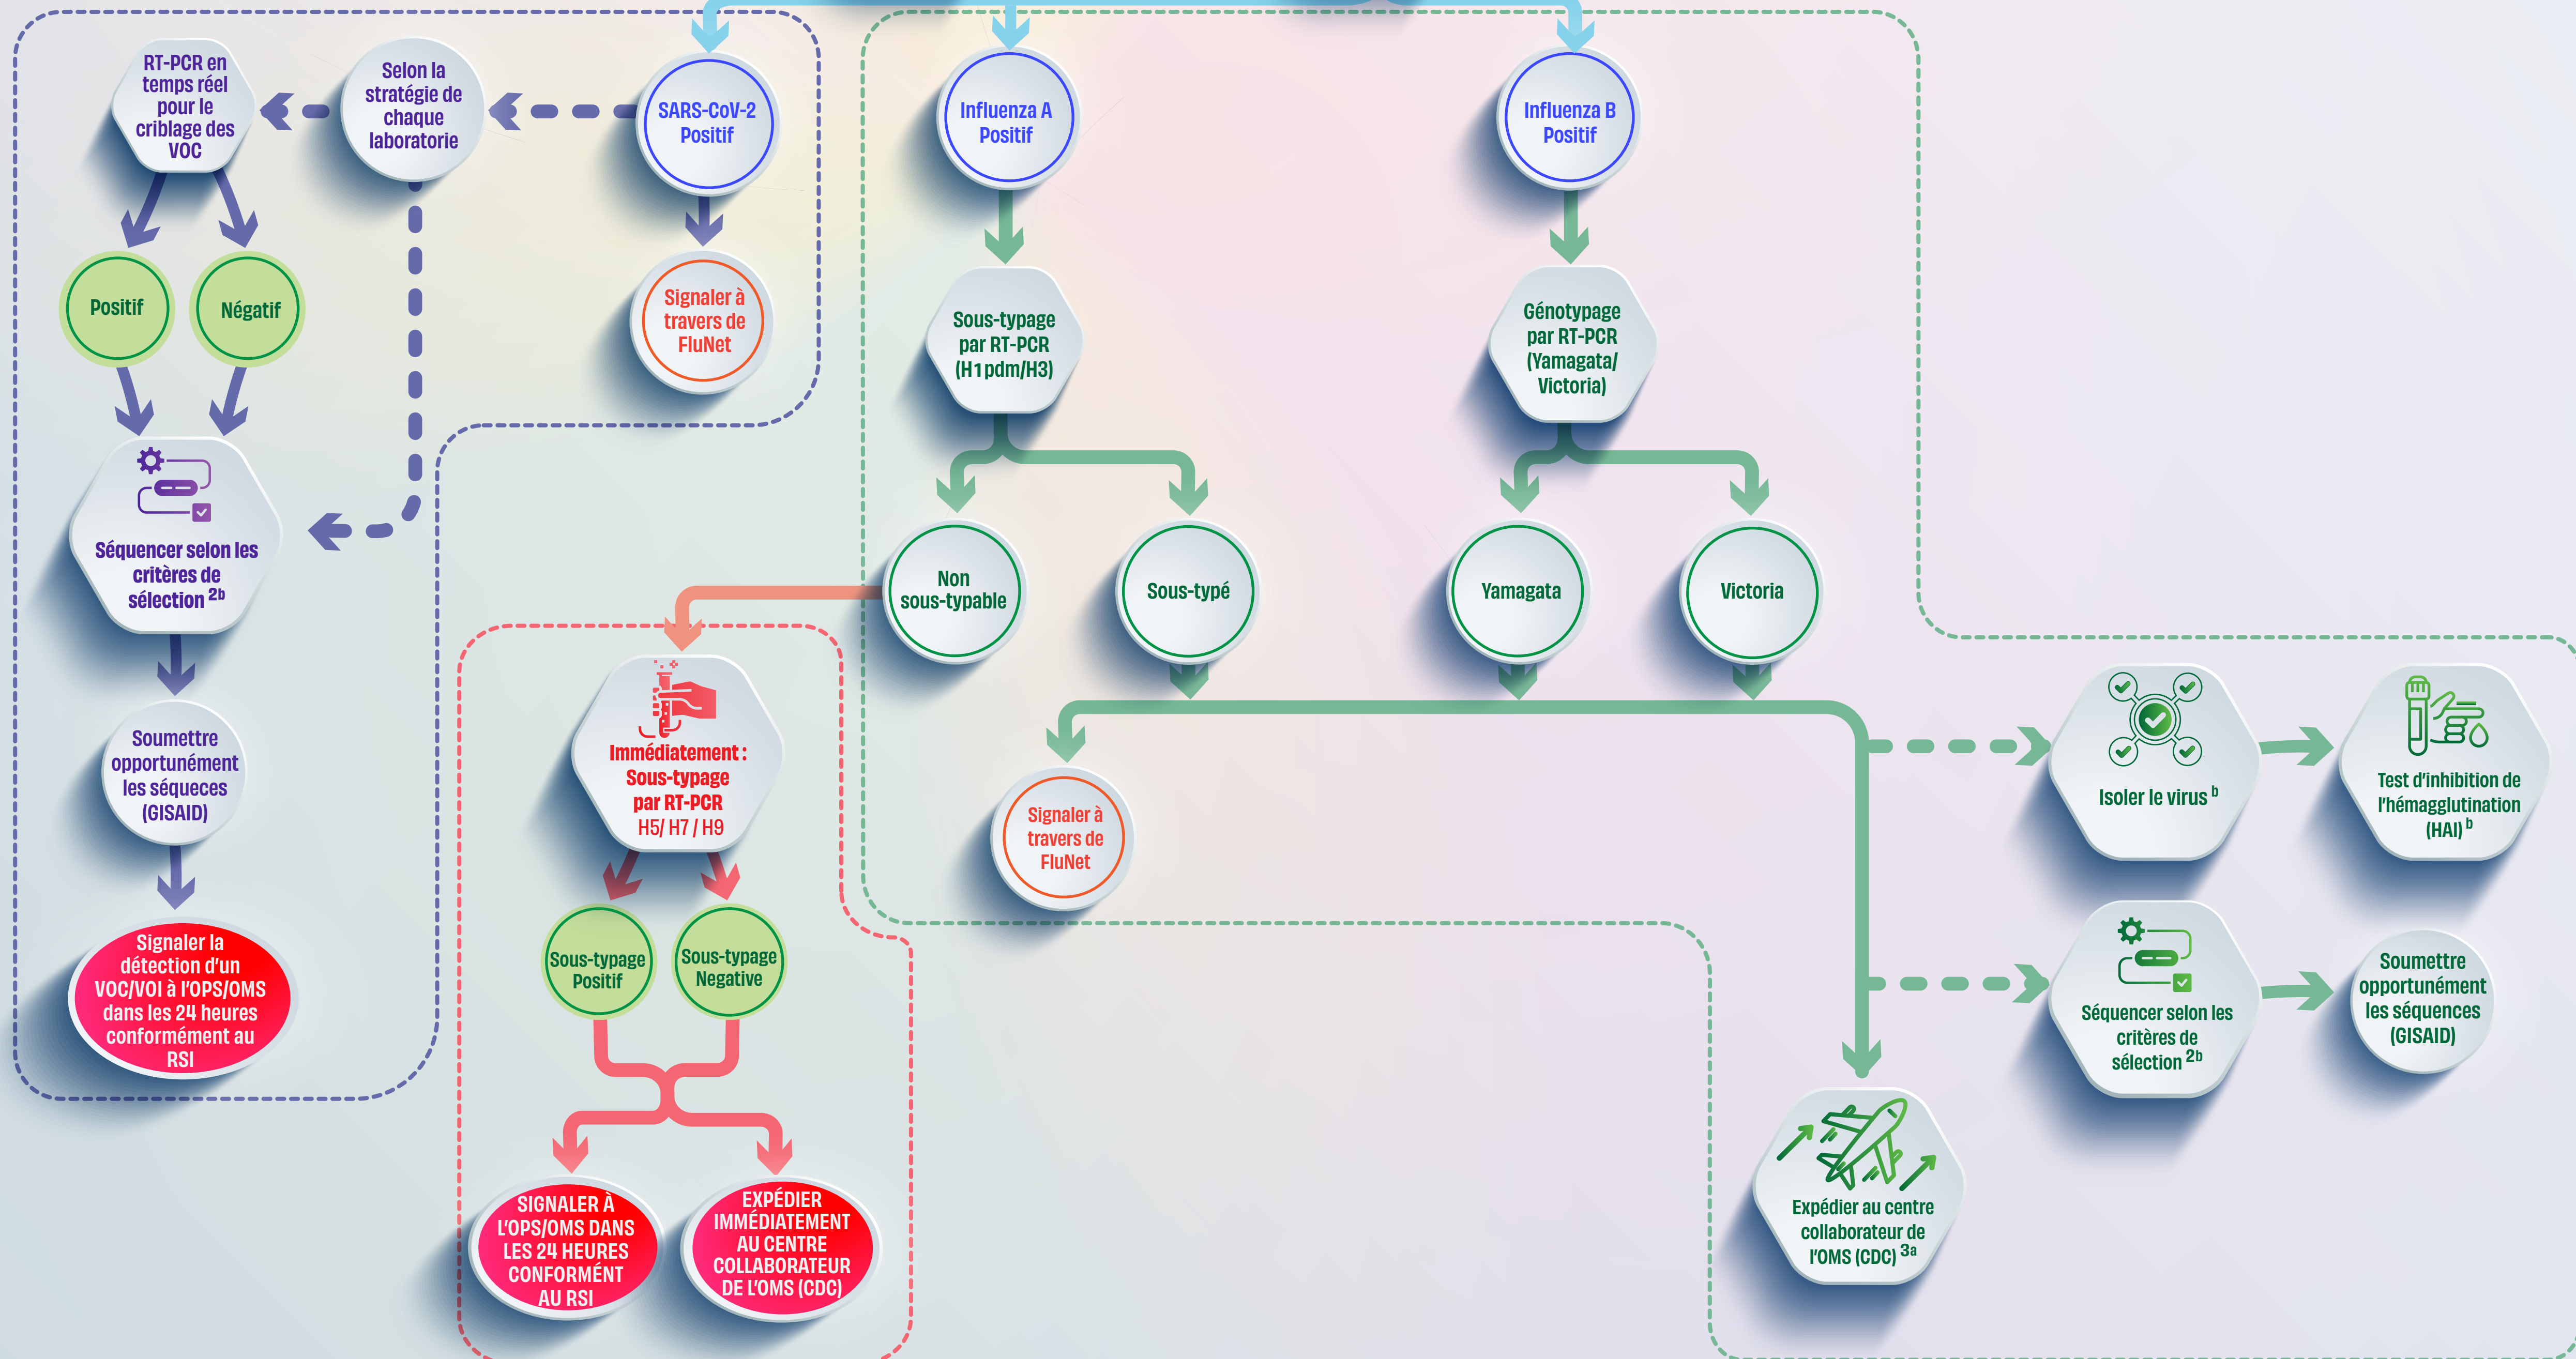 RT-PCR en
temps réel
pour le
criblage des
VOC
Selon la
stratégie de
chaque
laboratoire
SARS-CoV-2
Positif
Influenza A
Positif
Influenza B
Positif
Positif
Négatif
Signaler à
travers de
FluNet
Sous-typage
par RT-PCR
(H1pdm/H3)
Génotypage
par RT-PCR
(Yamagata/
Victoria)
Séquencer selon les
critères de
sélection 2b
Non
sous-typable
Sous-typé
Yamagata
Victoria
Soumettre
opportunément
les séqueces
(GISAID)
Immédiatement :
Sous-typage
par RT-PCR
H5/ H7 / H9
Signaler à
travers de
FluNet
Isoler le virus b
Test d'inhibition de
l'hémagglutination
(HAI) b
Signaler la
détection d'un
VOC/VOI à l'OPS/OMS
dans les 24 heures
conformément au
RSI
Sous-typage
Positif
Sous-typage
Negative
Séquencer selon les
critères de
sélection 2b
Soumettre
opportunément
les séquences
(GISAID)
SIGNALER À
L'OPS/OMS DANS
LES 24 HEURES
CONFORMÉNT
AU RSI
EXPÉDIER
IMMÉDIATEMENT
AU CENTRE
COLLABORATEUR
DE L'OMS (CDC)
Expédier au centre
collaborateur de
l'OMS (CDC) 3a